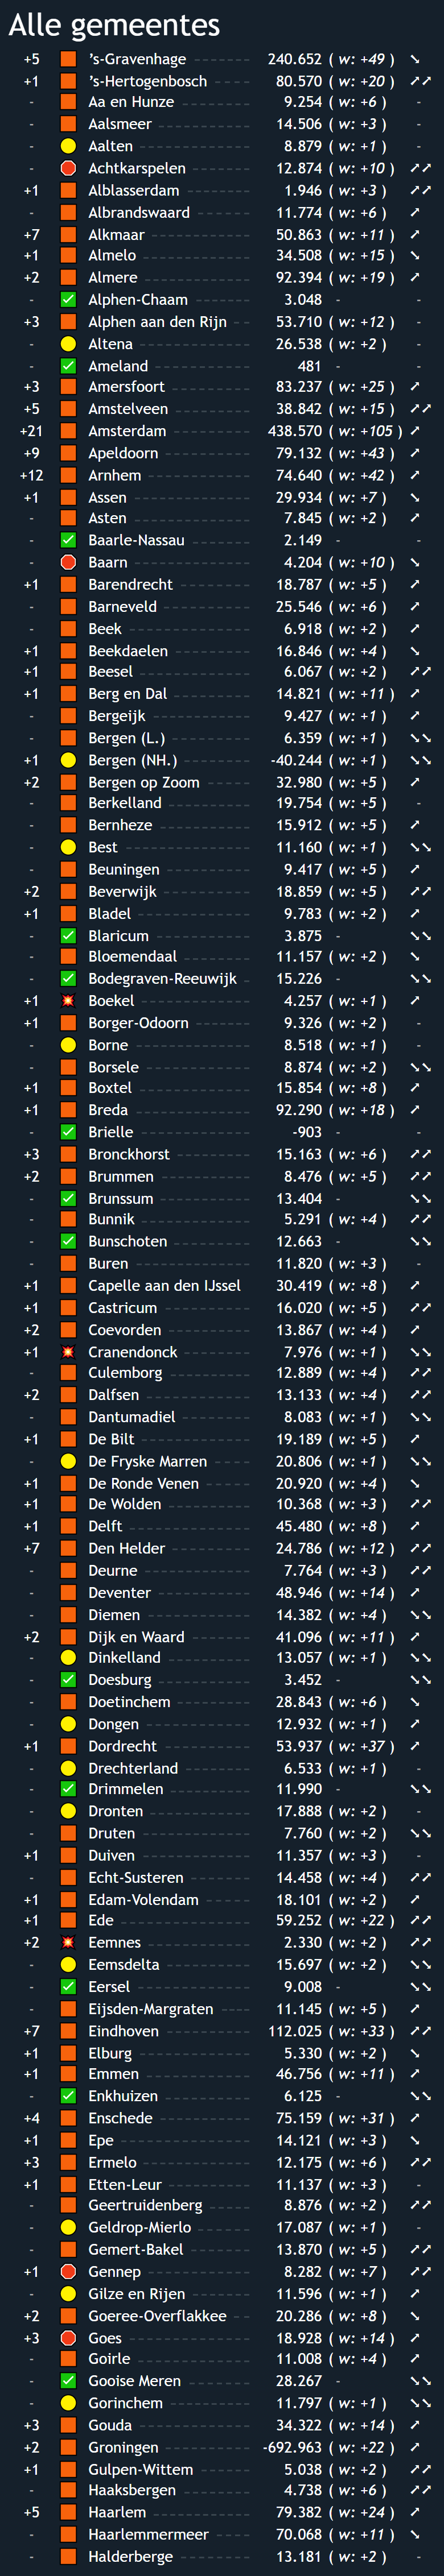 Alle gemeentes
+5 's-Gravenhage 240.652 ( w: +49 )
+1 's-Hertogenbosch 80.570 ( w: +20 )
- Aa en Hunze 9.254 ( w: +6 ) -
- Aalsmeer 14.506 ( w: +3 ) -
- Aalten 8.879 ( w: +1 ) -
- Achtkarspelen 12.874 ( w: +10 )
+1 Alblasserdam 1.946 ( w: +3 )
- Albrandswaard 11.774 ( w: +6 )
+7 Alkmaar 50.863 ( w: +11 )
+1 Almelo 34.508 ( w: +15 )
+2 Almere 92.394 ( w: +19 )
- Alphen-Chaam 3.048 - -
+3 Alphen aan den Rijn 53.710 ( w: +12 ) -
- Altena 26.538 ( w: +2 ) -
- Ameland 481 - -
+3 Amersfoort 83.237 ( w: +25 )
+5 Amstelveen 38.842 ( w: +15 )
+21 Amsterdam 438.570 ( w: +105 )
+9 Apeldoorn 79.132 ( w: +43 )
+12 Arnhem 74.640 ( w: +42 )
+1 Assen 29.934 ( w: +7 )
- Asten 7.845 ( w: +2 )
- Baarle-Nassau 2.149 - -
- Baarn 4.204 ( w: +10 )
+1 Barendrecht 18.787 ( w: +5 )
- Barneveld 25.546 ( w: +6 )
- Beek 6.918 ( w: +2 )
+1 Beekdaelen 16.846 ( w: +4 )
+1 Beesel 6.067 ( w: +2 )
+1 Berg en Dal 14.821 ( w: +11 )
- Bergeijk 9.427 ( w: +1 )
- Bergen (L.) 6.359 ( w: +1 )
+1 Bergen (NH.) -40.244 ( w: +1 )
+2 Bergen op Zoom 32.980 ( w: +5 )
- Berkelland 19.754 ( w: +5 ) -
- Bernheze 15.912 ( w: +5 )
- Best 11.160 ( w: +1 )
- Beuningen 9.417 ( w: +5 )
+2 Beverwijk 18.859 ( w: +5 )
+1 Bladel 9.783 ( w: +2 )
- Blaricum 3.875 -
- Bloemendaal 11.157 ( w: +2 )
- Bodegraven-Reeuwijk 15.226 -
+1 Boekel 4.257 ( w: +1 )
+1 Borger-Odoorn 9.326 ( w: +2 ) -
- Borne 8.518 ( w: +1 ) -
- Borsele 8.874 ( w: +2 )
+1 Boxtel 15.854 ( w: +8 )
+1 Breda 92.290 ( w: +18 )
- Brielle -903 - -
+3 Bronckhorst 15.163 ( w: +6 )
+2 Brummen 8.476 ( w: +5 )
- Brunssum 13.404 -
- Bunnik 5.291 ( w: +4 )
- Bunschoten 12.663 -
- Buren 11.820 ( w: +3 ) -
+1 Capelle aan den IJssel 30.419 ( w: +8 )
+1 Castricum 16.020 ( w: +5 )
+2 Coevorden 13.867 ( w: +4 )
+1 Cranendonck 7.976 ( w: +1 )
- Culemborg 12.889 ( w: +4 )
+2 Dalfsen 13.133 ( w: +4 )
- Dantumadiel 8.083 ( w: +1 )
+1 De Bilt 19.189 ( w: +5 )
- De Fryske Marren 20.806 ( w: +1 )
+1 De Ronde Venen 20.920 ( w: +4 )
+1 De Wolden 10.368 ( w: +3 )
+1 Delft 45.480 ( w: +8 )
+7 Den Helder 24.786 ( w: +12 )
- Deurne 7.764 ( w: +3 )
- Deventer 48.946 ( w: +14 )
- Diemen 14.382 ( w: +4 )
+2 Dijk en Waard 41.096 ( w: +11 )
- Dinkelland 13.057 ( w: +1 )
- Doesburg 3.452 -
- Doetinchem 28.843 ( w: +6 )
- Dongen 12.932 ( w: +1 )
+1 Dordrecht 53.937 ( w: +37 )
- Drechterland 6.533 ( w: +1 ) -
- Drimmelen 11.990 -
- Dronten 17.888 ( w: +2 ) -
- Druten 7.760 ( w: +2 )
+1 Duiven 11.357 ( w: +3 ) -
- Echt-Susteren 14.458 ( w: +4 )
+1 Edam-Volendam 18.101 ( w: +2 )
+1 Ede 59.252 ( w: +22 )
+2 Eemnes 2.330 ( w: +2 )
- Eemsdelta 15.697 ( w: +2 )
- Eersel 9.008 -
- Eijsden-Margraten 11.145 ( w: +5 )
+7 Eindhoven 112.025 ( w: +33 )
+1 Elburg 5.330 ( w: +2 )
+1 Emmen 46.756 ( w: +11 )
- Enkhuizen 6.125 -
+4 Enschede 75.159 ( w: +31 )
+1 Epe 14.121 ( w: +3 )
+3 Ermelo 12.175 ( w: +6 )
+1 Etten-Leur 11.137 ( w: +3 ) -
- Geertruidenberg 8.876 ( w: +2 )
- Geldrop-Mierlo 17.087 ( w: +1 ) -
- Gemert-Bakel 13.870 ( w: +5 )
+1 Gennep 8.282 ( w: +7 )
- Gilze en Rijen 11.596 ( w: +1 )
+2 Goeree-Overflakkee 20.286 ( w: +8 )
+3 Goes 18.928 ( w: +14 )
- Goirle 11.008 ( w: +4 )
- Gooise Meren 28.267 -
- Gorinchem 11.797 ( w: +1 )
+3 Gouda 34.322 ( w: +14 )
+2 Groningen -692.963 ( w: +22 )
+1 Gulpen-Wittem 5.038 ( w: +2 )
- Haaksbergen 4.738 ( w: +6 )
+5 Haarlem 79.382 ( w: +24 )
- Haarlemmermeer 70.068 ( w: +11 )
- Halderberge 13.181 ( w: +2 ) -